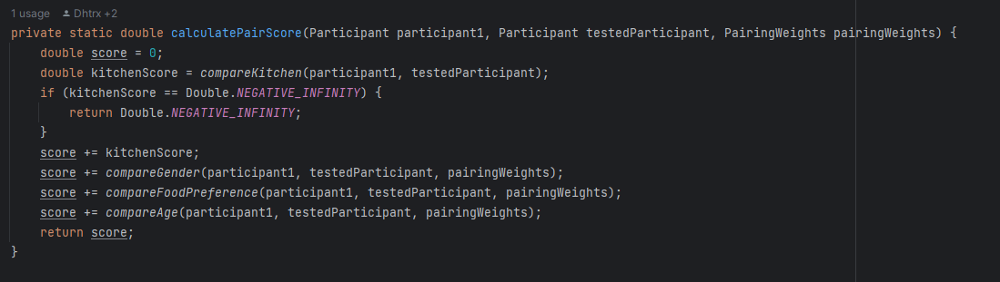 1 usage Dhtrx +2
private static double calculatePairScore(Participant participant1, Participant testedParticipant, PairingWeights pairingWeights) {
    double score = 0;
    double kitchenScore = compareKitchen(participant1, testedParticipant);
    if (kitchenScore == Double.NEGATIVE_INFINITY) {
        return Double.NEGATIVE_INFINITY;
    }
    score += kitchenScore;
    score += compareGender(participant1, testedParticipant, pairingWeights);
    score += compareFoodPreference(participant1, testedParticipant, pairingWeights);
    score += compareAge(participant1, testedParticipant, pairingWeights);
    return score;
}